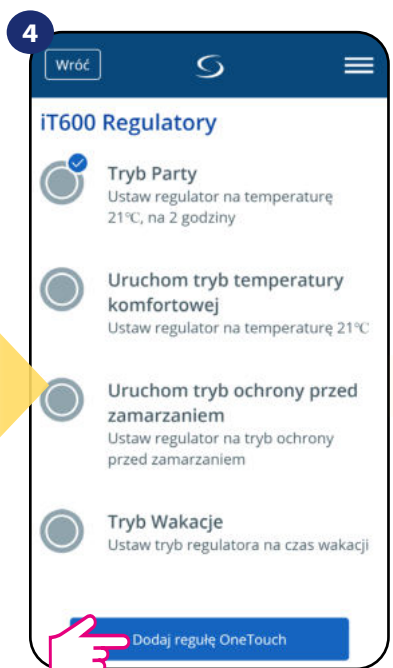 4
Wróć
iT600 Regulatory
Tryb Party
Ustaw regulator na temperaturę
21℃, na 2 godziny
Uruchom tryb temperatury
komfortowej
Ustaw regulator na temperaturę 21℃
Uruchom tryb ochrony przed
zamarzaniem
Ustaw regulator na tryb ochrony
przed zamarzaniem
Tryb Wakacje
Ustaw tryb regulatora na czas wakacji
Dodaj regułę OneTouch